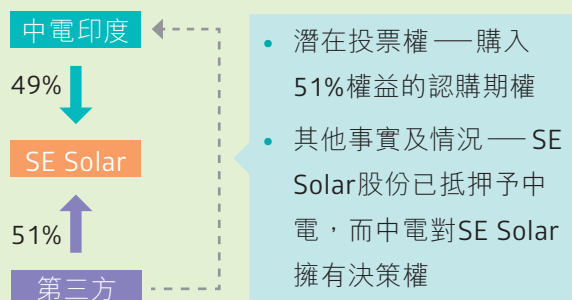 中電印度
49%
SE Solar
51%
第三方
• 潛在投票權 — 購入
51%權益的認購期權
• 其他事實及情況 — SE
Solar股份已抵押予中
電，而中電對SE Solar
擁有決策權